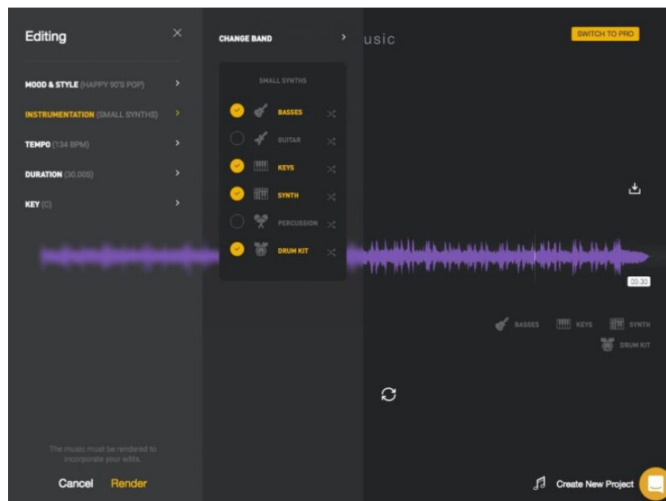 Editing
MOOD & STYLE (HAPPY 90'S POP)
INSTRUMENTATION (SMALL SYNTHS)
TEMPO (134 BPM)
DURATION (30.00S)
KEY (C)
The music must be rendered to
incorporate your edits.
Cancel Render
CHANGE BAND
SMALL SYNTHS
BASSES
GUITAR
KEYS
SYNTH
PERCUSSION
DRUM KIT
usic
SWITCH TO PRO
00:30
BASSES KEYS SYNTH
DRUM KIT
Create New Project